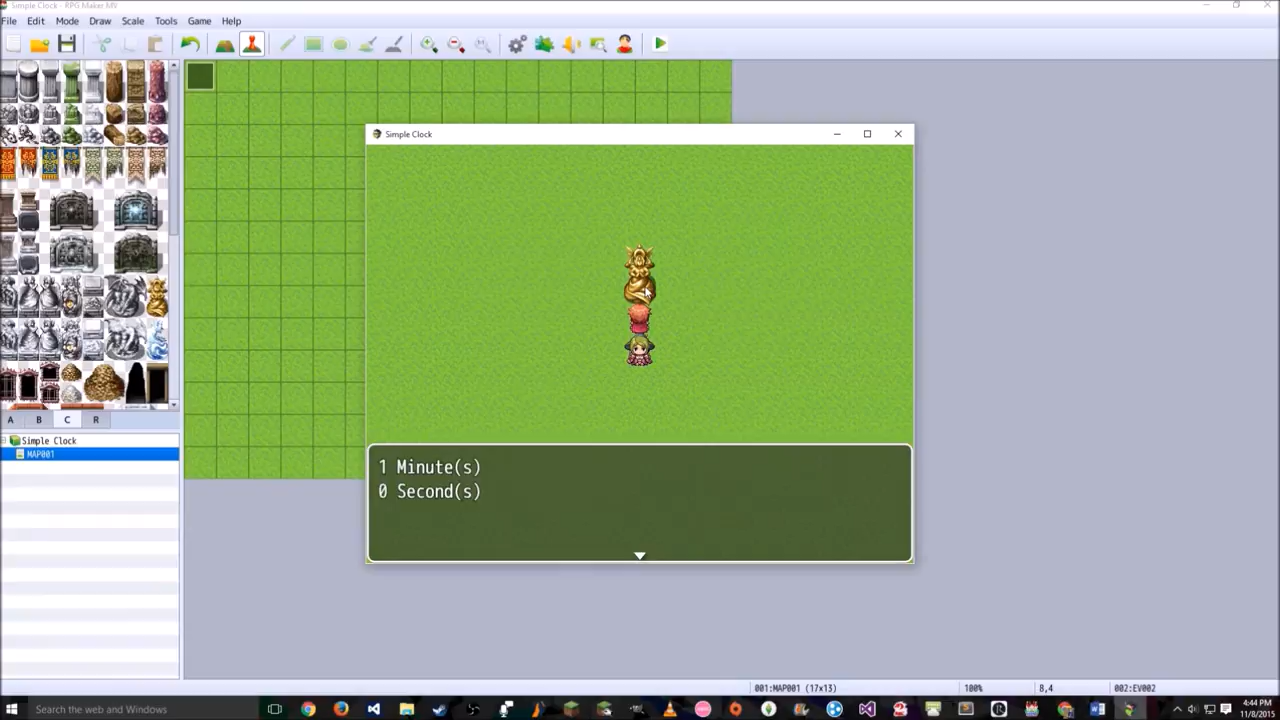 Simple Clock - RPG Maker MV
File Edit Mode Draw Scale Tools Game Help
Simple Clock
1 Minute(s)
0 Second(s)
A B C R
Simple Clock
MAP001
001:MAP001 (17x13) 100% 8,4 002:EV002
Search the web and Windows
4:44 PM
11/8/2015